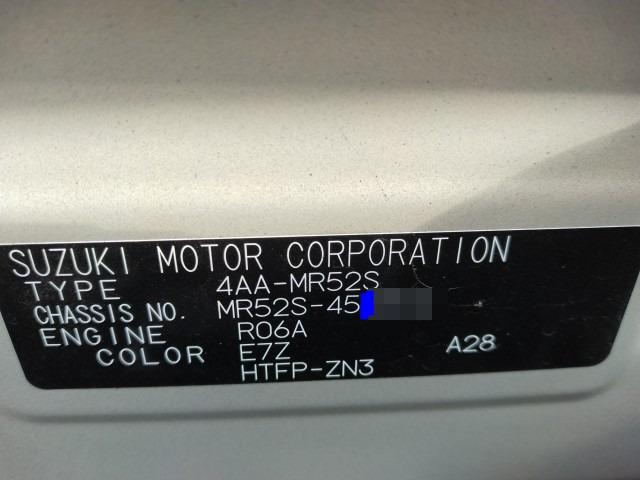 SUZUKI MOTOR CORPORATION
TYPE 4AA-MR52S
CHASSIS NO. MR52S-45
ENGINE R06A
COLOR E7Z A28
HTFP-ZN3